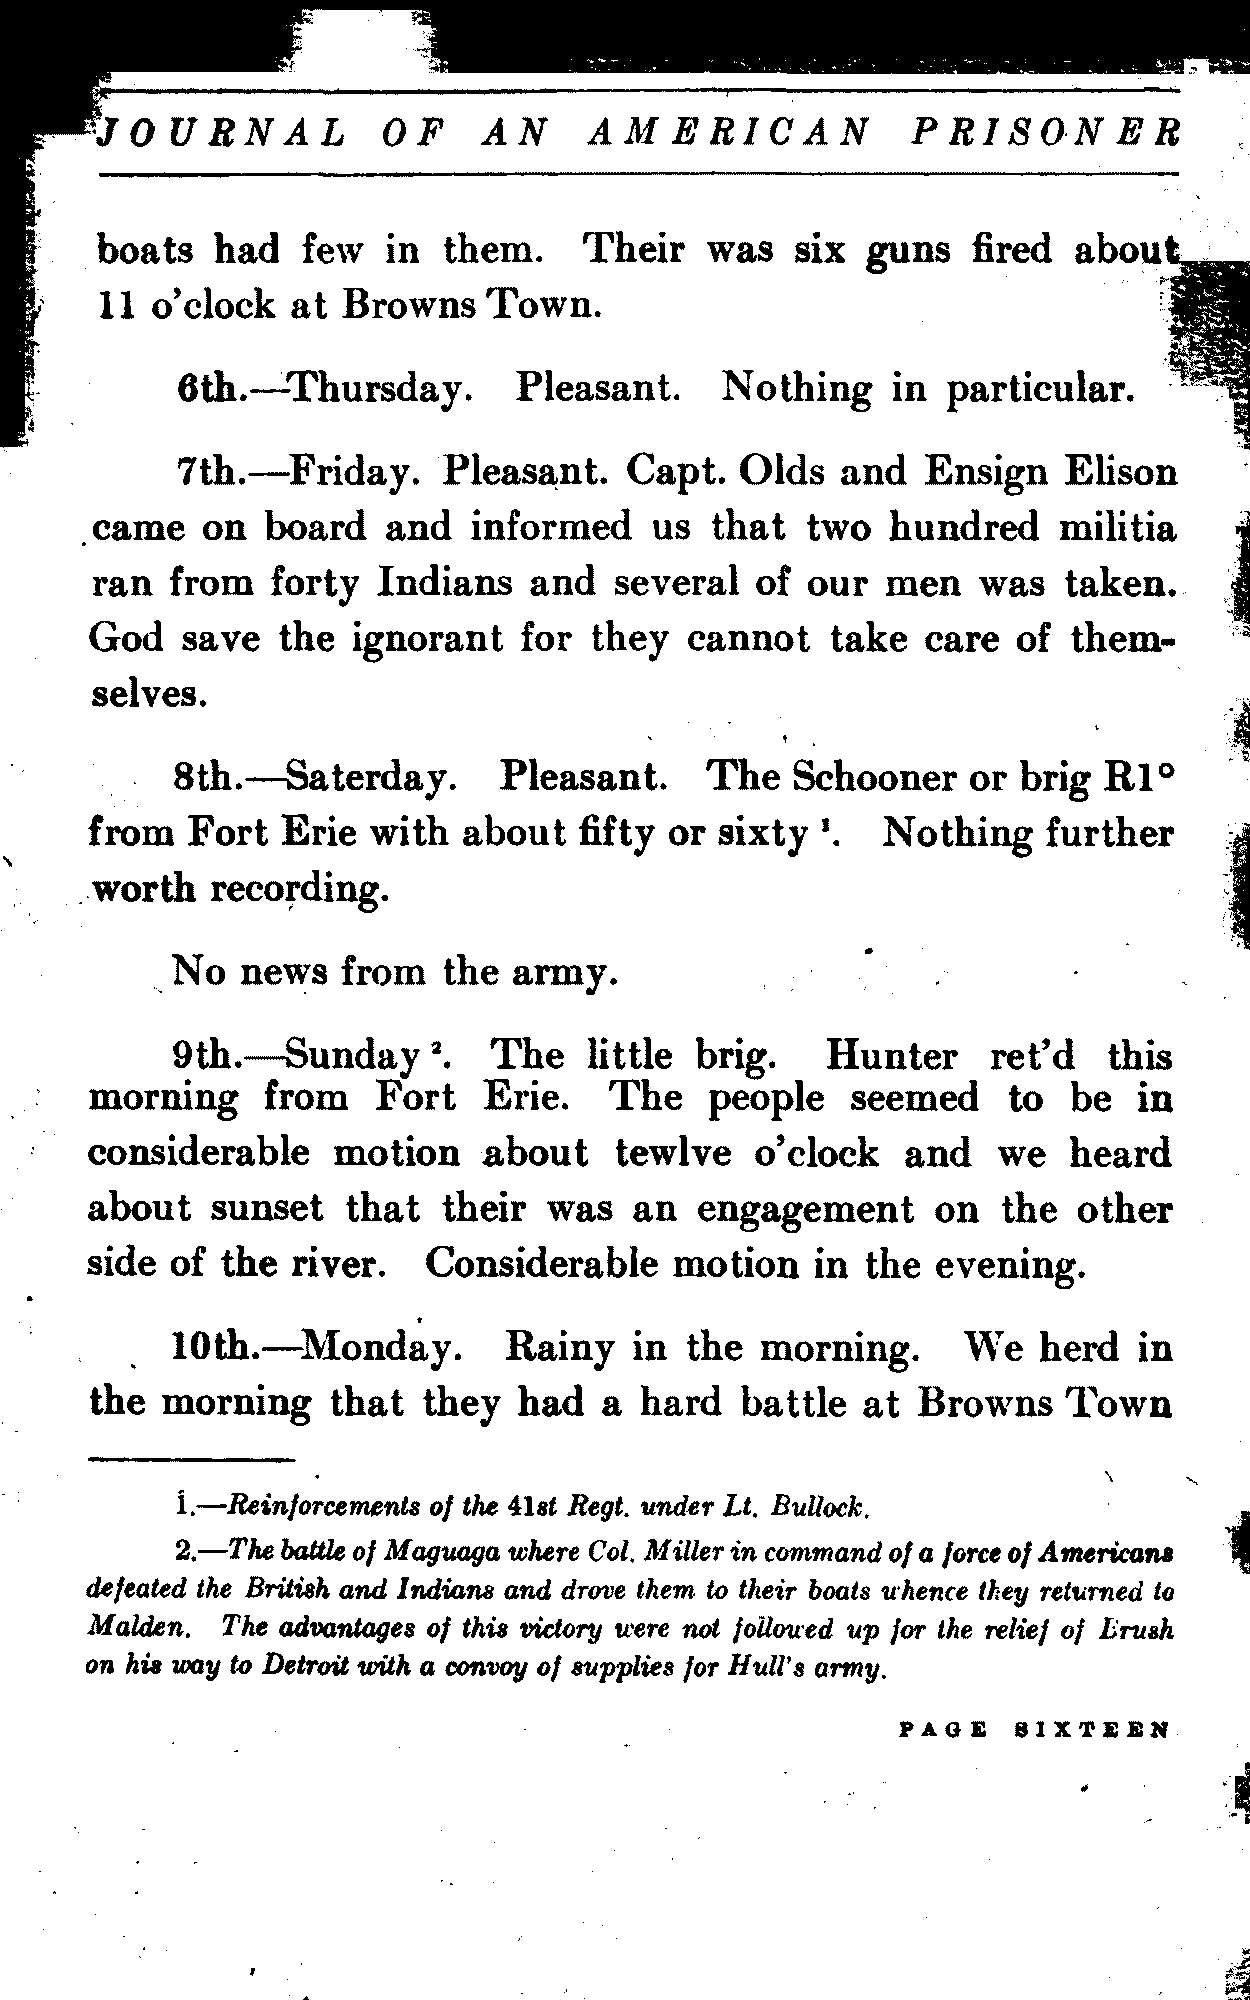 JOURNAL OF AN AMERICAN PRISONER
boats had few in them. Their was six guns fired about
11 o'clock at Browns Town.
6th.—Thursday. Pleasant. Nothing in particular.
7th.—Friday. Pleasant. Capt. Olds and Ensign Elison
came on board and informed us that two hundred militia
ran from forty Indians and several of our men was taken.
God save the ignorant for they cannot take care of them-
selves.
8th.—Saterday. Pleasant. The Schooner or brig R1°
from Fort Erie with about fifty or sixty ¹. Nothing further
worth recording.
No news from the army.
9th.—Sunday ². The little brig. Hunter ret'd this
morning from Fort Erie. The people seemed to be in
considerable motion about tewlve o'clock and we heard
about sunset that their was an engagement on the other
side of the river. Considerable motion in the evening.
10th.—Monday. Rainy in the morning. We herd in
the morning that they had a hard battle at Browns Town
1.—Reinforcements of the 41st Regt. under Lt. Bullock.
2.—The battle of Maguaga where Col. Miller in command of a force of Americans
defeated the British and Indians and drove them to their boats whence they returned to
Malden. The advantages of this victory were not followed up for the relief of Brush
on his way to Detroit with a convoy of supplies for Hull's army.
PAGE SIXTEEN